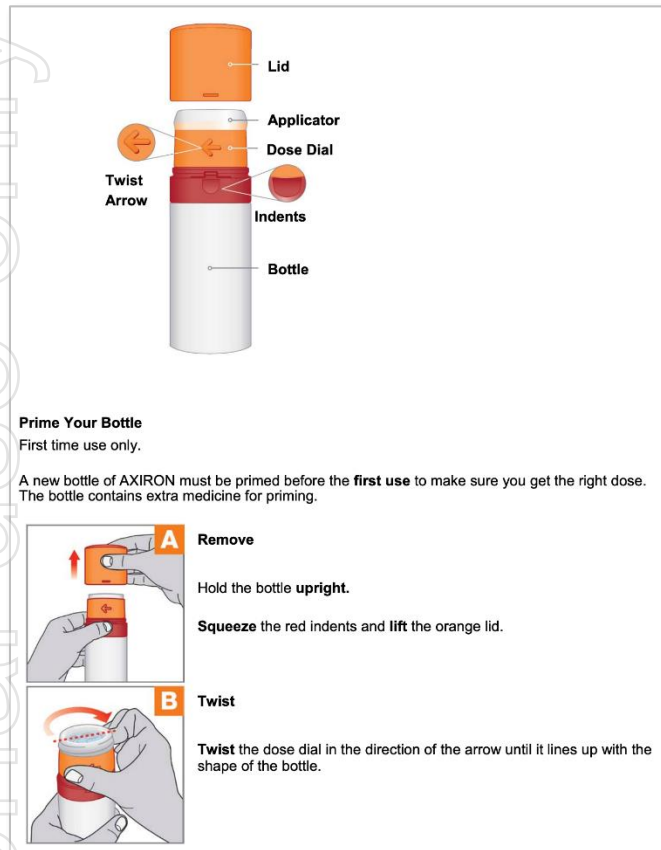 Lid
Applicator
Dose Dial
Twist
Arrow
Indents
Bottle
Prime Your Bottle
First time use only.
A new bottle of AXIRON must be primed before the first use to make sure you get the right dose.
The bottle contains extra medicine for priming.
A
Remove
Hold the bottle upright.
Squeeze the red indents and lift the orange lid.
B
Twist
Twist the dose dial in the direction of the arrow until it lines up with the
shape of the bottle.